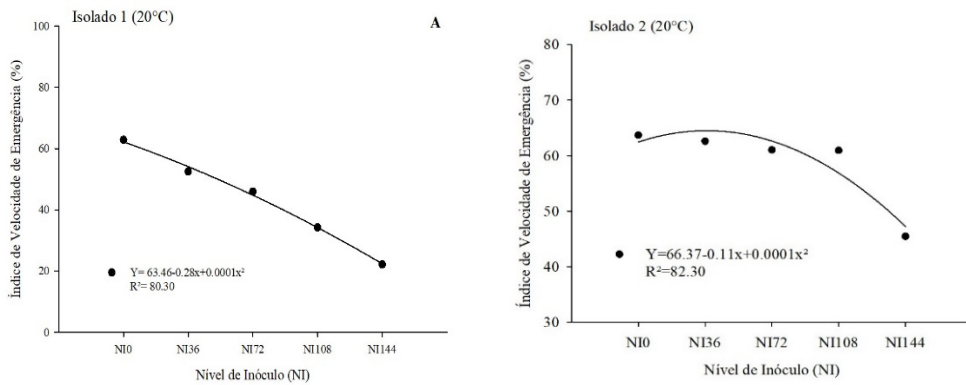 Isolado 1 (20°C)
A
Índice de Velocidade de Emergência (%)
100
80
60
40
20
0
Y= 63.46-0.28x+0.0001x²
R²= 80.30
NI0 NI36 NI72 NI108 NI144
Nível de Inóculo (NI)
Isolado 2 (20°C)
Índice de Velocidade de Emergência (%)
80
70
60
50
40
30
Y=66.37-0.11x+0.0001x²
R²=82.30
NI0 NI36 NI72 NI108 NI144
Nível de Inóculo (NI)